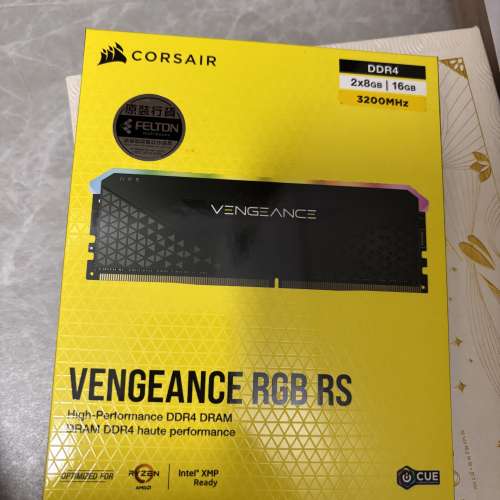 CORSAIR
DDR4
2x8GB | 16GB
3200MHz
原裝行貨
FELTON
VENGEANCE
VENGEANCE RGB RS
High-Performance DDR4 DRAM
DRAM DDR4 haute performance
OPTIMIZED FOR
RYZEN
AMD
Intel® XMP
Ready
CUE